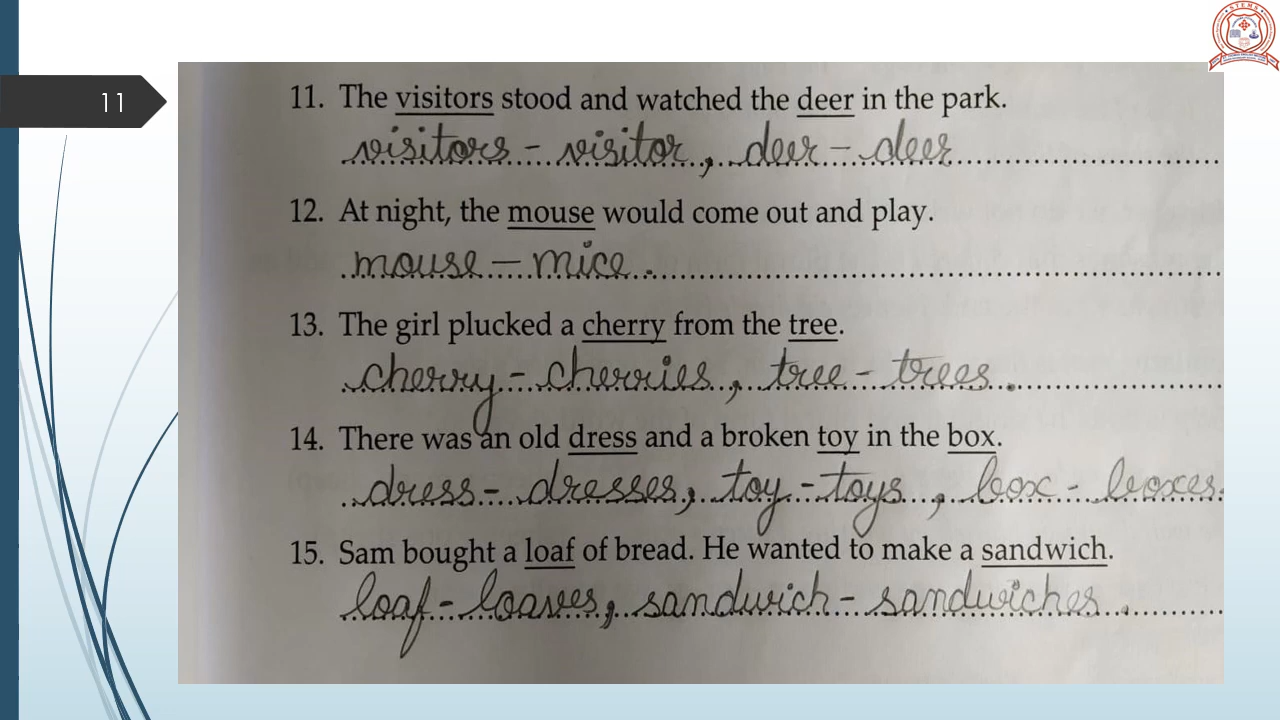 11
11. The visitors stood and watched the deer in the park.
visitors - visitor, deer - deer
12. At night, the mouse would come out and play.
mouse - mice.
13. The girl plucked a cherry from the tree.
cherry - cherries, tree - trees.
14. There was an old dress and a broken toy in the box.
dress - dresses, toy - toys, box - boxes.
15. Sam bought a loaf of bread. He wanted to make a sandwich.
loaf - loaves, sandwich - sandwiches.